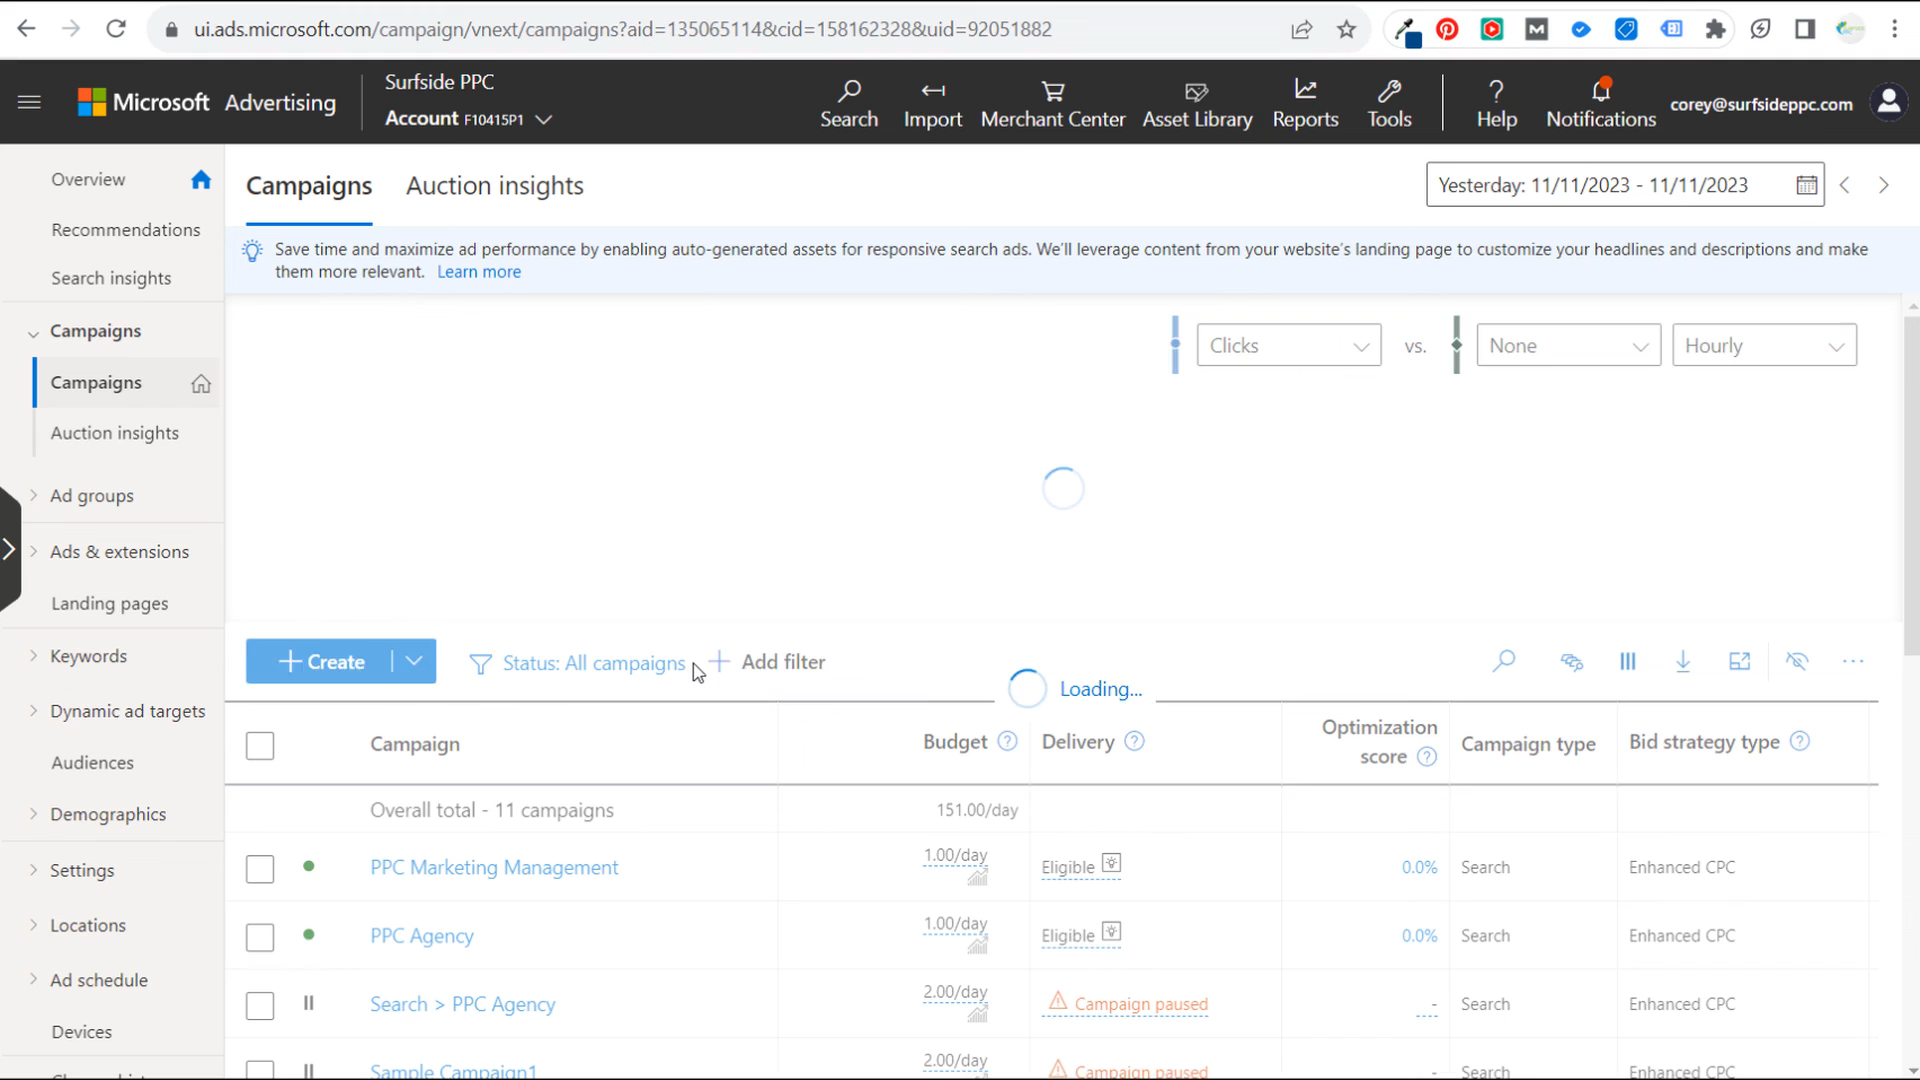 ui.ads.microsoft.com/campaign/vnext/campaigns?aid=135065114&cid=158162328&uid=92051882
Microsoft Advertising
Surfside PPC
Account F10415P1
Search
Import
Merchant Center
Asset Library
Reports
Tools
?
Help
Notifications
corey@surfsideppc.com
Overview
Recommendations
Search insights
Campaigns
Campaigns
Auction insights
Ad groups
Ads & extensions
Landing pages
Keywords
Dynamic ad targets
Audiences
Demographics
Settings
Locations
Ad schedule
Devices
Campaigns
Auction insights
Yesterday: 11/11/2023 - 11/11/2023
Save time and maximize ad performance by enabling auto-generated assets for responsive search ads. We'll leverage content from your website's landing page to customize your headlines and descriptions and make
them more relevant. Learn more
Clicks
vs.
None
Hourly
+ Create
Status: All campaigns
+ Add filter
Loading...
Campaign
Budget ?
Delivery ?
Optimization
score ?
Campaign type
Bid strategy type ?
Overall total - 11 campaigns
151.00/day
PPC Marketing Management
1.00/day
Eligible
0.0%
Search
Enhanced CPC
PPC Agency
1.00/day
Eligible
0.0%
Search
Enhanced CPC
Search > PPC Agency
2.00/day
Campaign paused
-
Search
Enhanced CPC
Sample Campaign1
2.00/day
Campaign paused
-
Search
Enhanced CPC